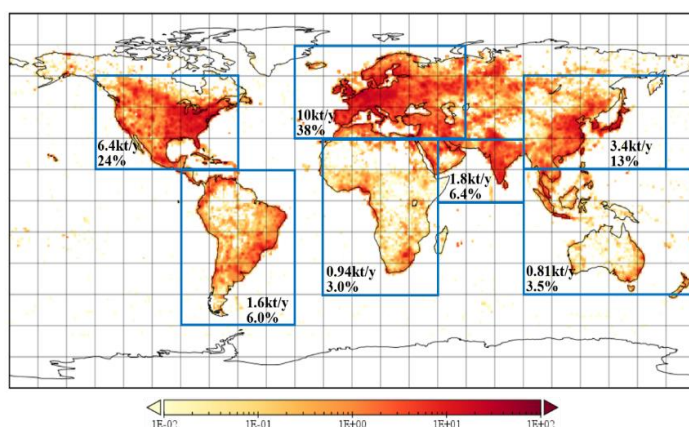 10kt/y
38%
6.4kt/y
24%
3.4kt/y
13%
1.8kt/y
6.4%
0.94kt/y
3.0%
0.81kt/y
3.5%
1.6kt/y
6.0%
1E-02 1E-01 1E+00 1E+01 1E+02